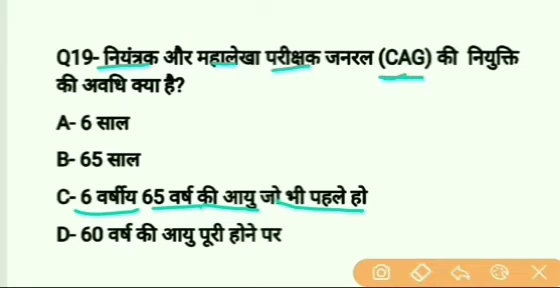 Q19- नियंत्रक और महालेखा परीक्षक जनरल (CAG) की नियुक्ति
की अवधि क्या है?
A- 6 साल
B- 65 साल
C- 6 वर्षीय 65 वर्ष की आयु जो भी पहले हो
D- 60 वर्ष की आयु पूरी होने पर